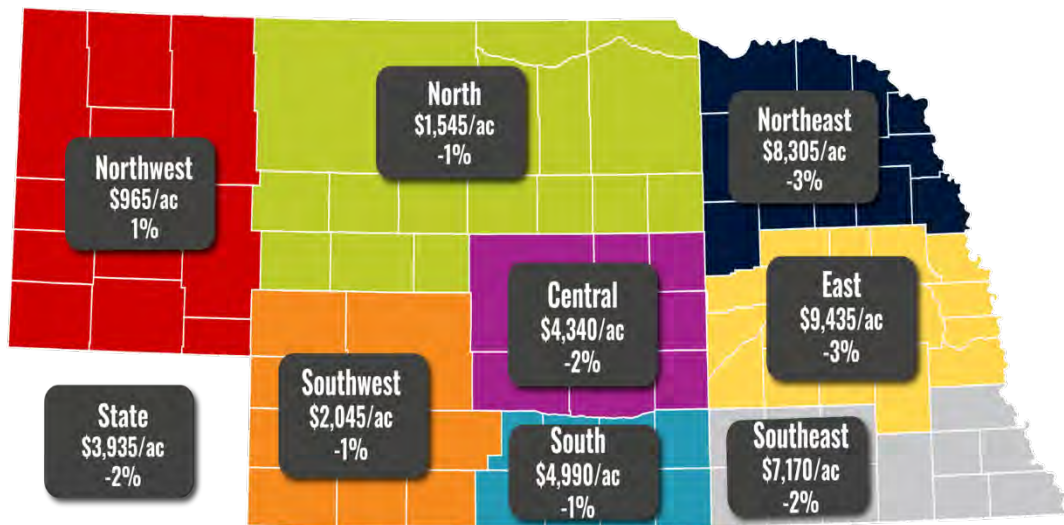 North
$1,545/ac
-1%
Northeast
$8,305/ac
-3%
Northwest
$965/ac
1%
Central
$4,340/ac
-2%
East
$9,435/ac
-3%
Southwest
$2,045/ac
-1%
State
$3,935/ac
-2%
South
$4,990/ac
-1%
Southeast
$7,170/ac
-2%